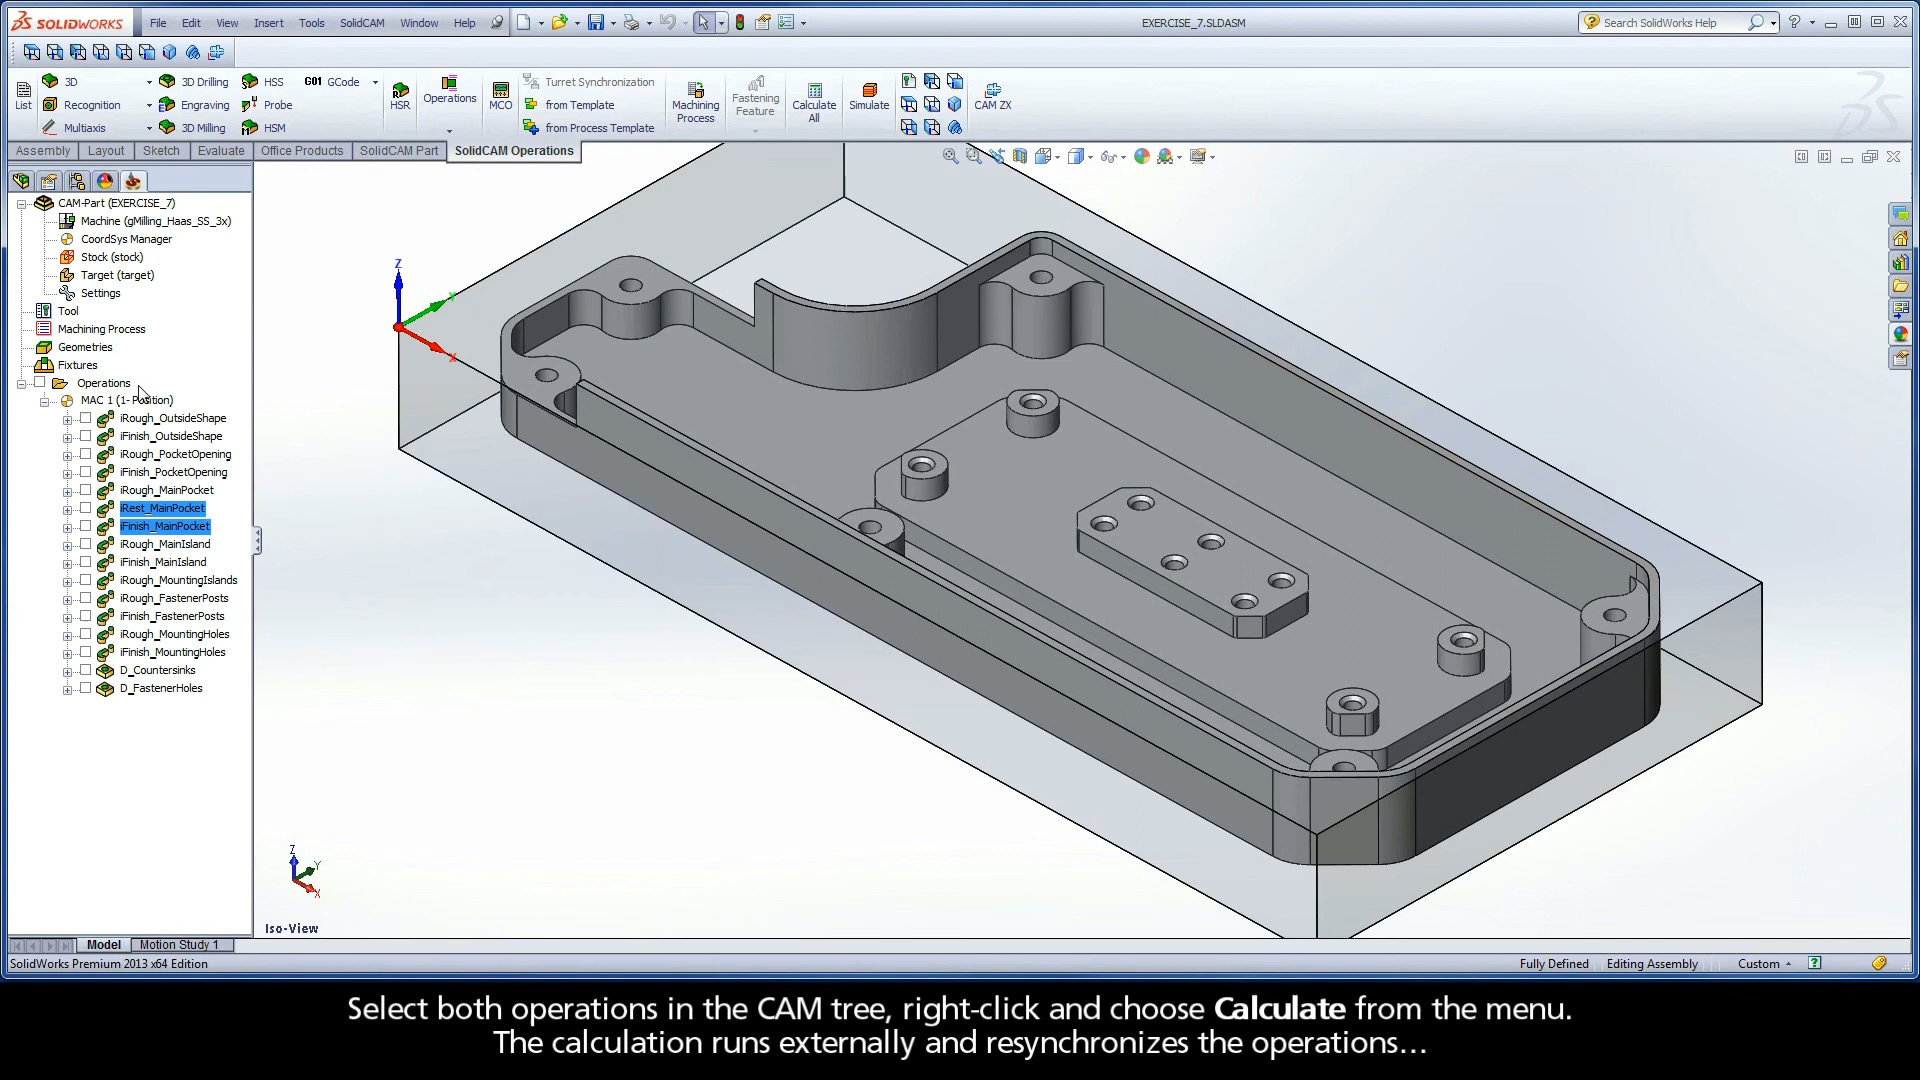 SOLIDWORKS File Edit View Insert Tools SolidCAM Window Help EXERCISE_7.SLDASM Search SolidWorks Help
3D 3D Drilling HSS G01 GCode Turret Synchronization
List Recognition Engraving Probe HSR Operations MCO from Template Machining Process Fastening Feature Calculate All Simulate CAM ZX
Multiaxis 3D Milling HSM from Process Template
Assembly Layout Sketch Evaluate Office Products SolidCAM Part SolidCAM Operations
CAM-Part (EXERCISE_7)
Machine (gMilling_Haas_SS_3x)
CoordSys Manager
Stock (stock)
Target (target)
Settings
Tool
Machining Process
Geometries
Fixtures
Operations
MAC 1 (1- Position)
iRough_OutsideShape
iFinish_OutsideShape
iRough_PocketOpening
iFinish_PocketOpening
iRough_MainPocket
iRest_MainPocket
iFinish_MainPocket
iRough_MainIsland
iFinish_MainIsland
iRough_MountingIslands
iRough_FastenerPosts
iFinish_FastenerPosts
iRough_MountingHoles
iFinish_MountingHoles
D_Countersinks
D_FastenerHoles
Z
Y
X
Z
Y
X
Iso-View
Model Motion Study 1
SolidWorks Premium 2013 x64 Edition Fully Defined Editing Assembly Custom
Select both operations in the CAM tree, right-click and choose Calculate from the menu.
The calculation runs externally and resynchronizes the operations...